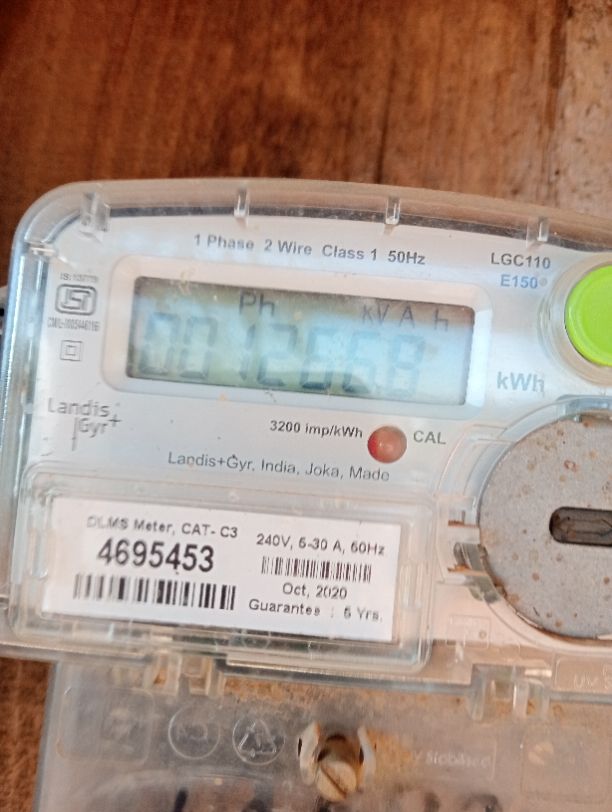 1 Phase 2 Wire Class 1 50Hz
LGC110
E150
Ph kVAh
kWh
Landis
Gyr+
3200 imp/kWh CAL
Landis+Gyr, India, Joka, Made
DLMS Meter, CAT- C3
4695453
240V, 5-30 A, 50Hz
Oct, 2020
Guarantee : 5 Yrs.